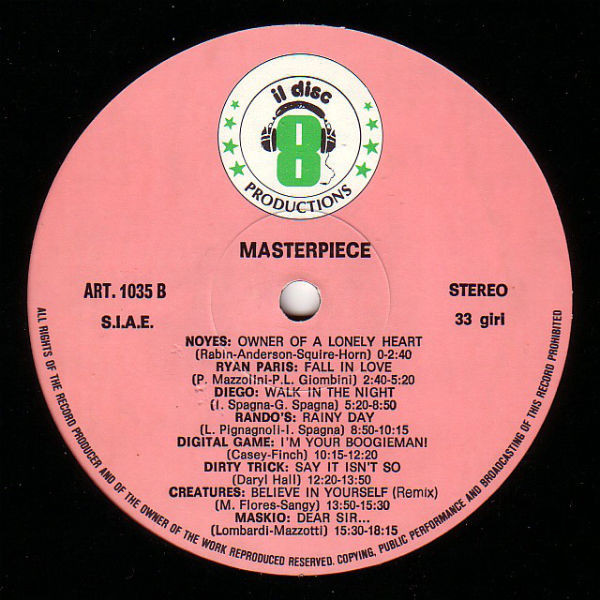 il disc
8
PRODUCTIONS
MASTERPIECE
ART. 1035 B
STEREO
S.I.A.E.
33 giri
NOYES: OWNER OF A LONELY HEART
(Rabin-Anderson-Squire-Horn) 0-2:40
RYAN PARIS: FALL IN LOVE
(P. Mazzolini-P.L. Giombini) 2:40-5:20
DIEGO: WALK IN THE NIGHT
(I. Spagna-G. Spagna) 5:20-8:50
RANDO'S: RAINY DAY
(L. Pignagnoli-I. Spagna) 8:50-10:15
DIGITAL GAME: I'M YOUR BOOGIEMAN!
(Casey-Finch) 10:15-12:20
DIRTY TRICK: SAY IT ISN'T SO
(Daryl Hall) 12:20-13:50
CREATURES: BELIEVE IN YOURSELF (Remix)
(M. Flores-Sangy) 13:50-15:30
MASKIO: DEAR SIR...
(Lombardi-Mazzotti) 15:30-18:15
ALL RIGHTS OF THE RECORD PRODUCER AND OF THE OWNER OF THE WORK REPRODUCED RESERVED. COPYING, PUBLIC PERFORMANCE AND BROADCASTING OF THIS RECORD PROHIBITED